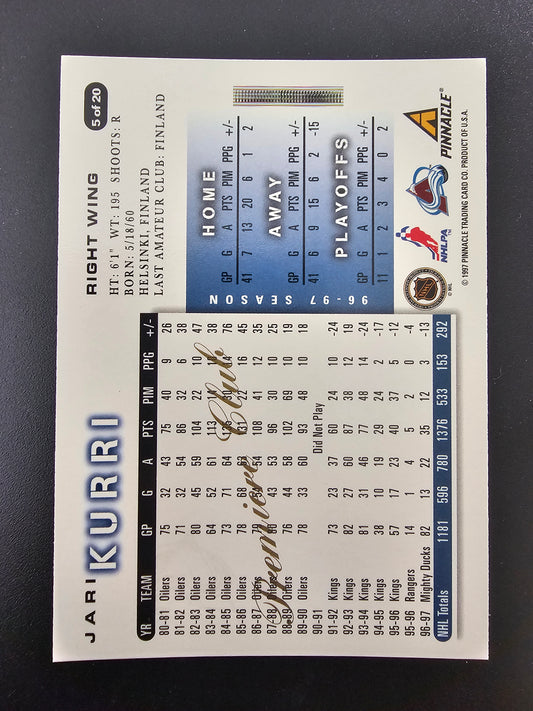 JARI
KURRI
RIGHT WING
5 of 20
HT: 6'1" WT: 195 SHOOTS: R
BORN: 5/18/60
HELSINKI, FINLAND
LAST AMATEUR CLUB: FINLAND
YR TEAM GP G A PTS PIM PPG +/-
80-81 Oilers 75 32 43 75 40 9 26
81-82 Oilers 71 32 54 86 32 6 38
82-83 Oilers 80 45 59 104 22 10 47
83-84 Oilers 64 52 61 113 10 38
84-85 Oilers 73 71 64 14 76
85-86 Oilers 78 63 131 22 45
86-87 Oilers 79 54 108 41 12 35
87-88 Oilers 53 96 30 10 25
88-89 Oilers 76 44 58 102 69 10 19
89-90 Oilers 78 33 60 93 48 10 18
90-91 Did Not Play
91-92 Kings 73 23 37 60 24 10 -24
92-93 Kings 82 27 60 87 38 12 19
93-94 Kings 81 31 46 77 48 14 -24
94-95 Kings 38 10 19 29 24 2 -17
95-96 Kings 57 17 23 40 37 5 -12
95-96 Rangers 14 1 4 5 2 0 -4
96-97 Mighty Ducks 82 13 22 35 12 3 -13
NHL Totals 1181 596 780 1376 533 153 292
Premiere Club
96-97 SEASON
HOME
GP G A PTS PIM PPG +/-
41 7 13 20 6 1 2
AWAY
GP G A PTS PIM PPG +/-
41 6 9 15 6 2 -15
PLAYOFFS
GP G A PTS PIM PPG +/-
11 1 2 3 4 0 2
NHL
© NHL
NHLPA
PINNACLE®
© 1997 PINNACLE TRADING CARD CO. PRODUCT OF U.S.A.